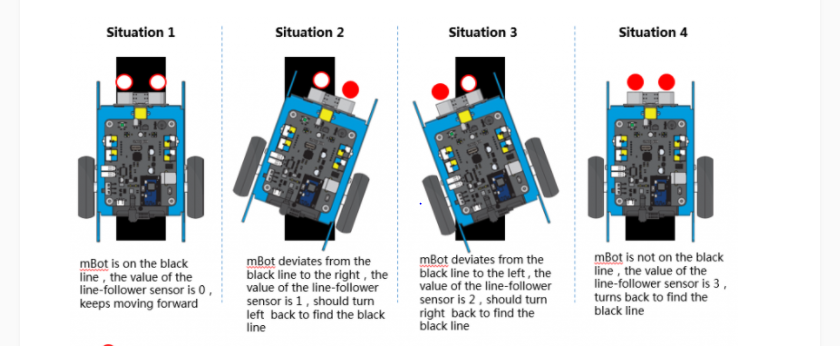 Situation 1
Situation 2
Situation 3
Situation 4
mBot is on the black
line , the value of the
line-follower sensor is 0 ,
keeps moving forward
mBot deviates from the
black line to the right , the
value of the line-follower
sensor is 1 , should turn
left back to find the black
line
mBot deviates from the
black line to the left , the
value of the line-follower
sensor is 2 , should turn
right back to find the
black line
mBot is not on the black
line , the value of the
line-follower sensor is 3 ,
turns back to find the
black line